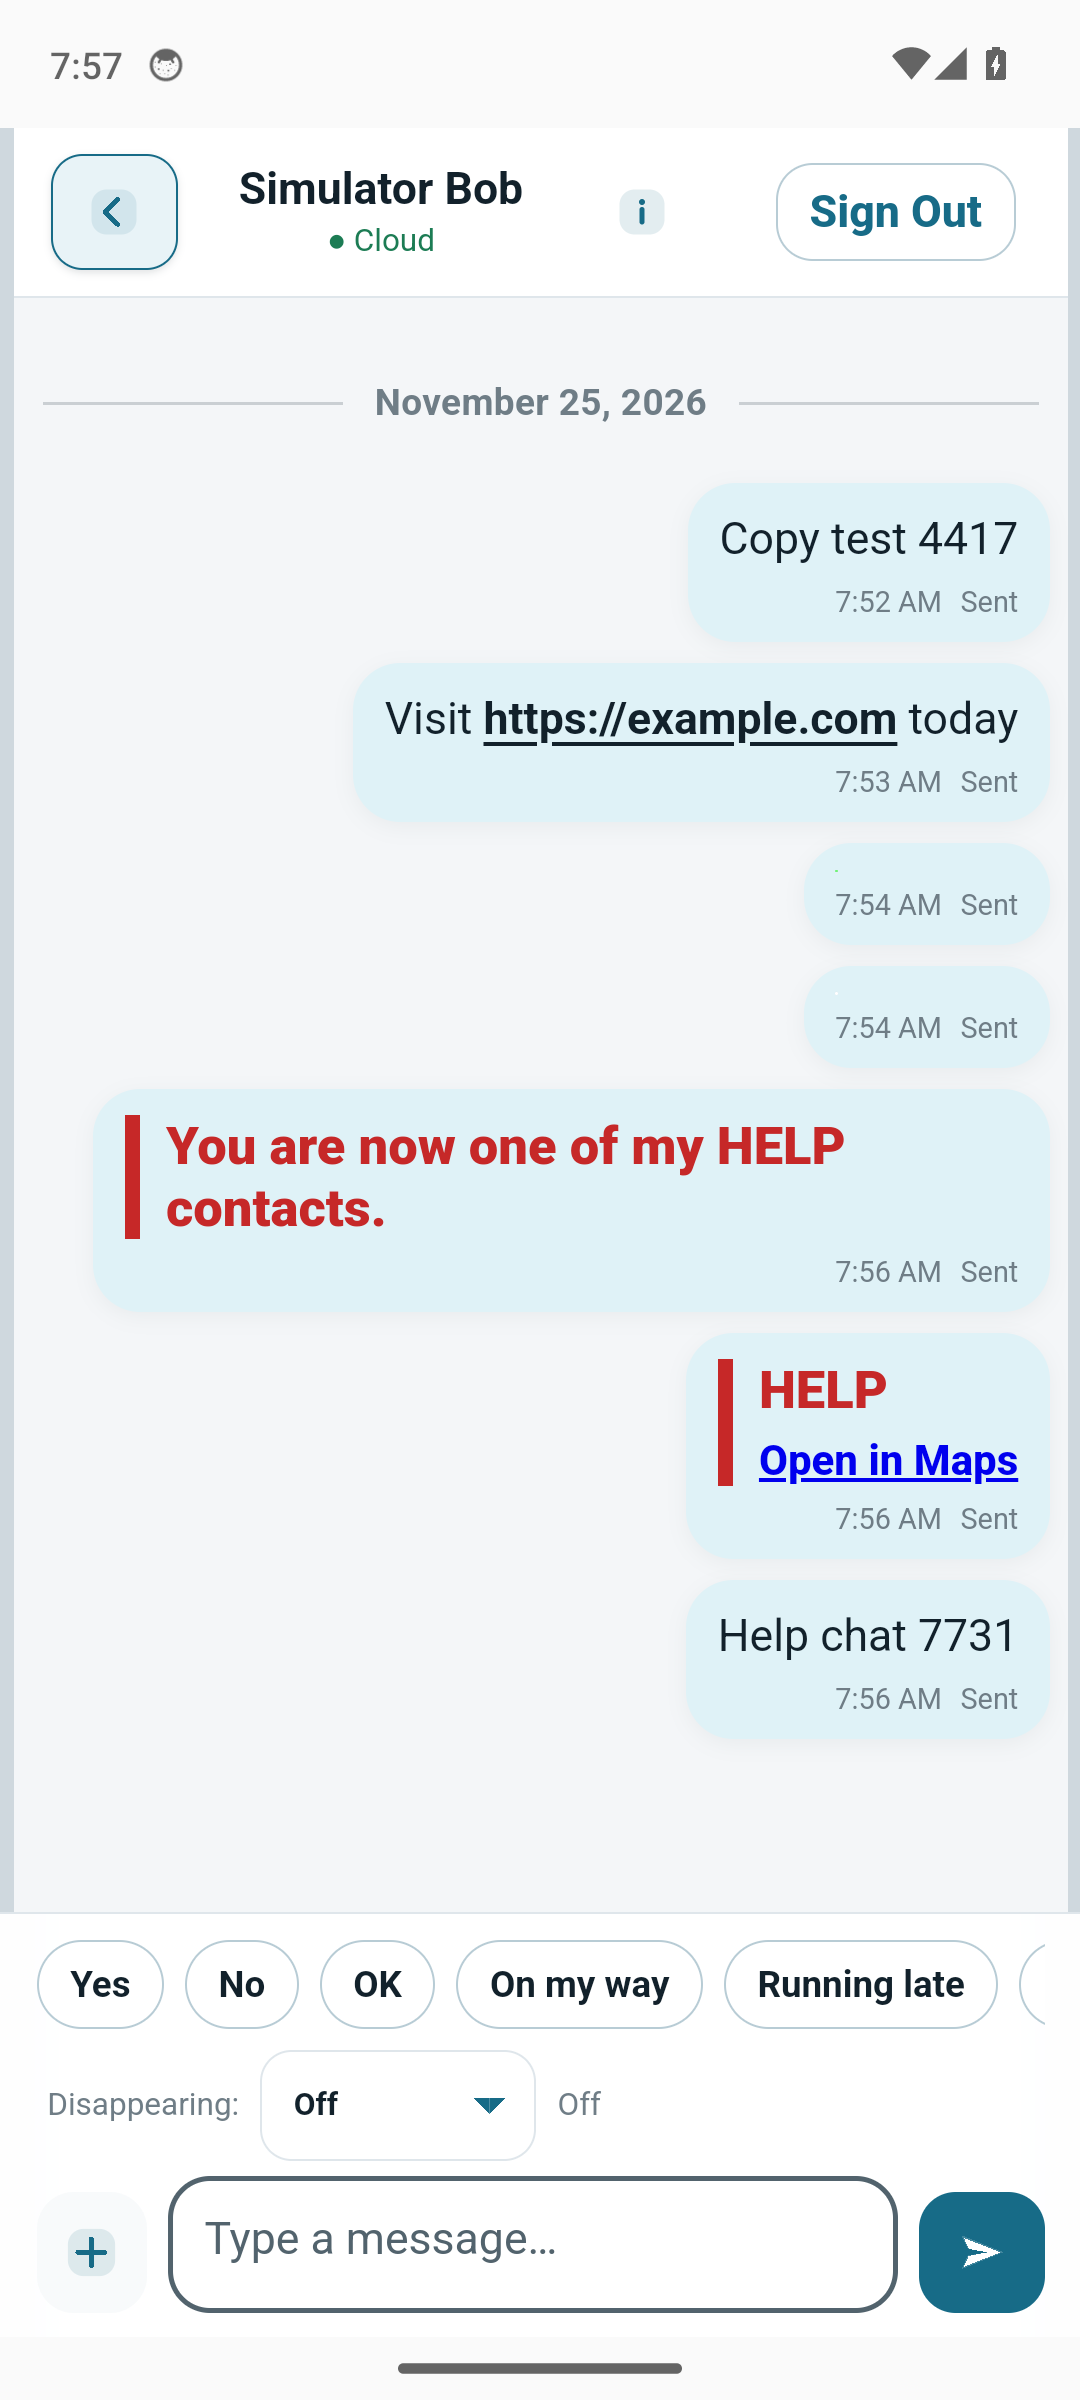 7:57
Simulator Bob
Cloud
Sign Out
November 25, 2026
Copy test 4417
7:52 AM Sent
Visit https://example.com today
7:53 AM Sent
7:54 AM Sent
7:54 AM Sent
You are now one of my HELP
contacts.
7:56 AM Sent
HELP
Open in Maps
7:56 AM Sent
Help chat 7731
7:56 AM Sent
Yes No OK On my way Running late
Disappearing: Off Off
Type a message...